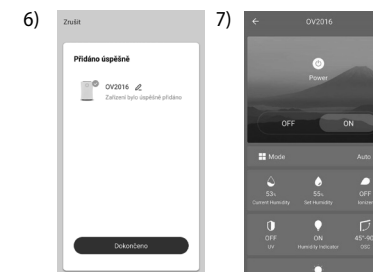 6)
Zrušit
Přidáno úspěšně
OV2016
Zařízení bylo úspěšně přidáno
Dokončeno
7)
OV2016
Power
OFF ON
Mode Auto
53% 55% OFF
Current Humidity Set Humidity Ionizer
OFF ON 45°-90
UV Humidity Indicator OSC